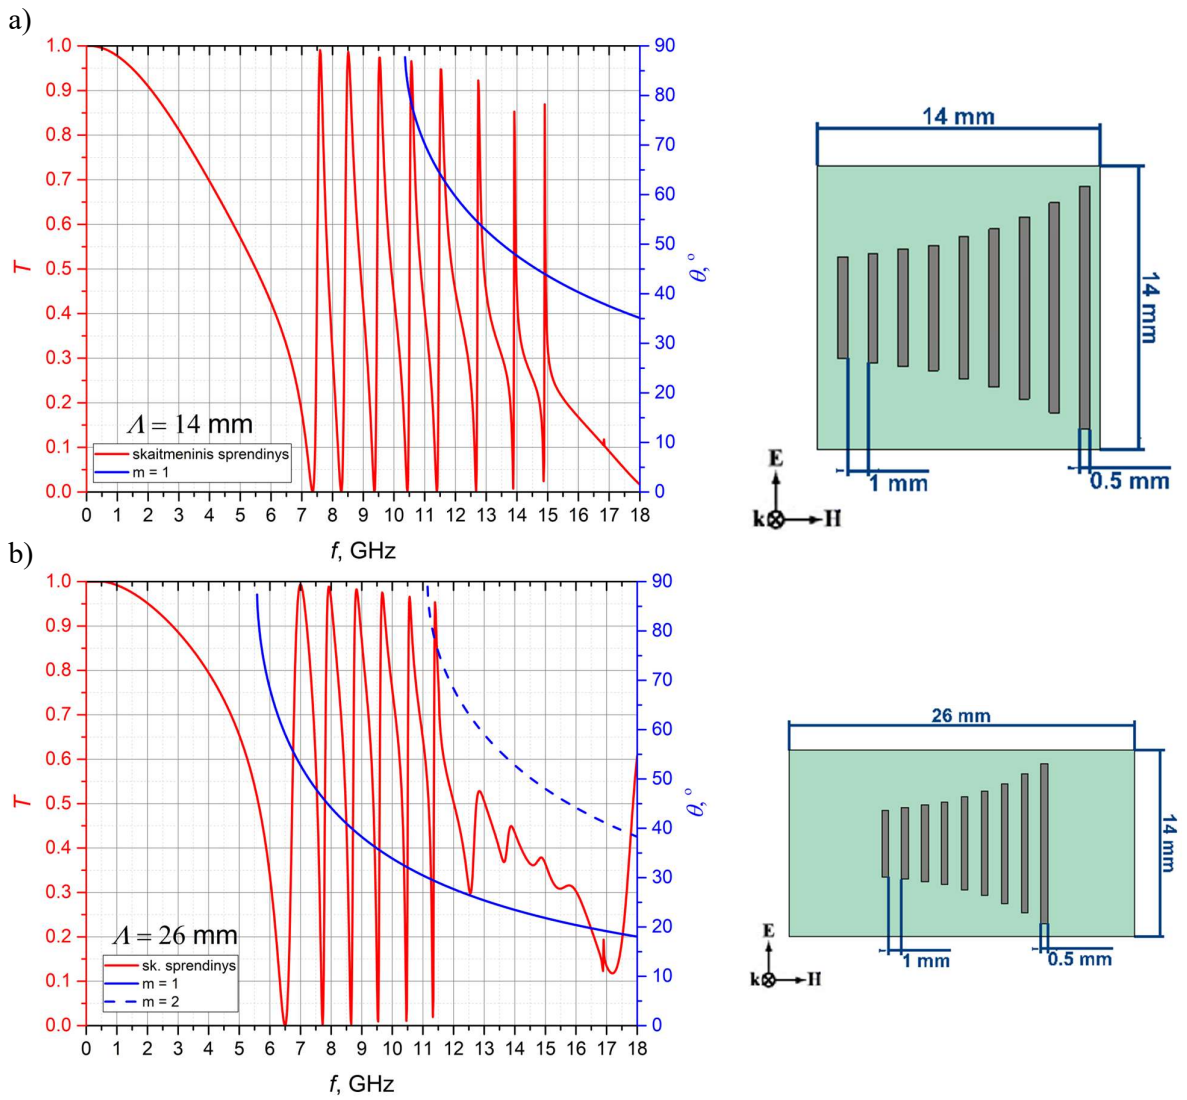 a)
1.0
0.9
0.8
0.7
0.6
0.5
0.4
0.3
0.2
0.1
0.0
T
90
80
70
60
50
40
30
20
10
0
θ, °
Λ = 14 mm
skaitmeninis sprendinys
m = 1
0 1 2 3 4 5 6 7 8 9 10 11 12 13 14 15 16 17 18
f, GHz
14 mm
14 mm
1 mm
0.5 mm
E
k H
b)
1.0
0.9
0.8
0.7
0.6
0.5
0.4
0.3
0.2
0.1
0.0
T
90
80
70
60
50
40
30
20
10
0
θ, °
Λ = 26 mm
sk. sprendinys
m = 1
m = 2
0 1 2 3 4 5 6 7 8 9 10 11 12 13 14 15 16 17 18
f, GHz
26 mm
14 mm
1 mm
0.5 mm
E
k H